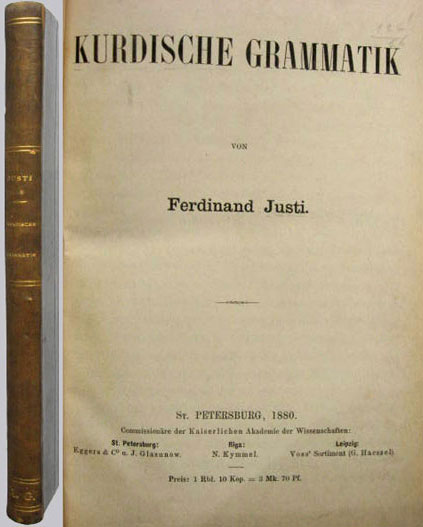 JUSTI
GRAMMATIK
L. G.
KURDISCHE GRAMMATIK
VON
Ferdinand Justi.
St. PETERSBURG, 1880.
Commissionäre der Kaiserlichen Akademie der Wissenschaften:
St. Petersburg: Riga: Leipzig:
Eggers & Cº u. J. Glasunow. N. Kymmel. Voss' Sortiment (G. Haessel)
Preis: 1 Rbl. 10 Kop. = 3 Mk. 70 Pf.